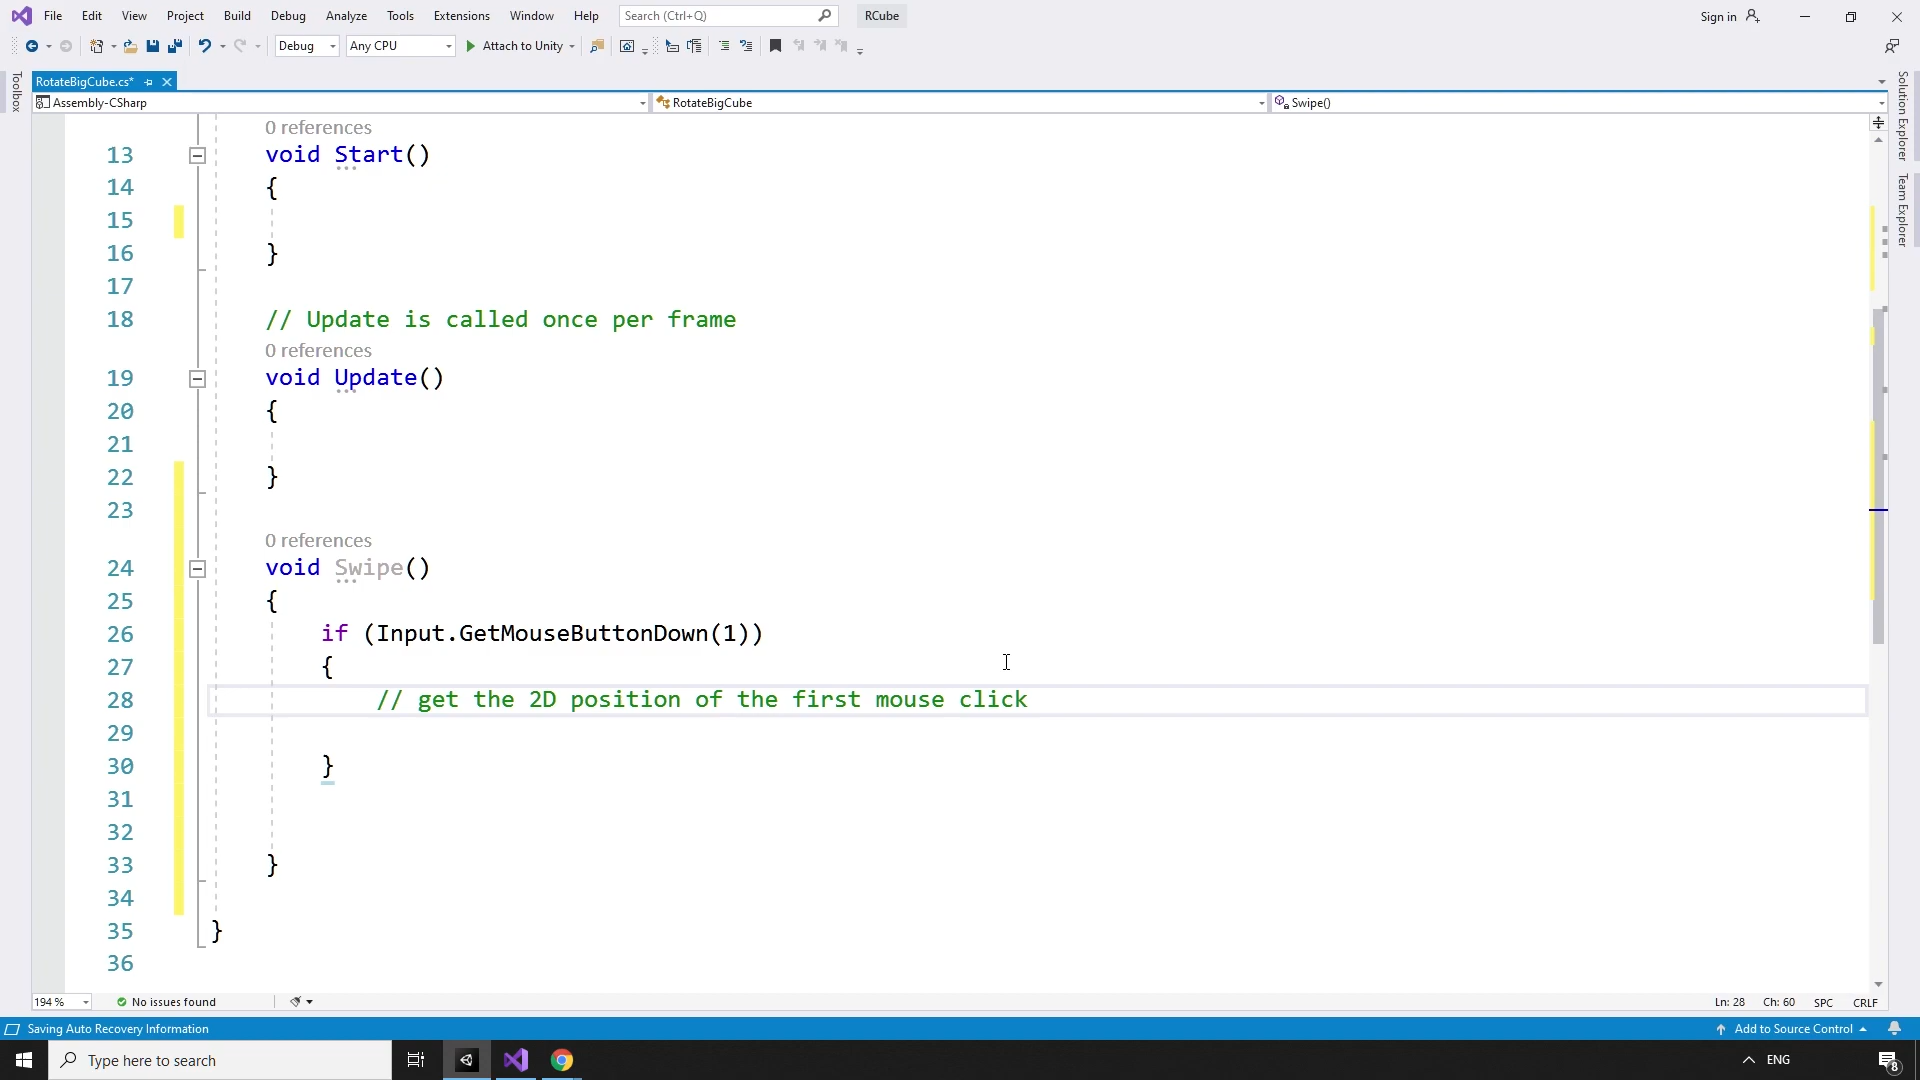 File Edit View Project Build Debug Analyze Tools Extensions Window Help Search (Ctrl+Q) RCube Sign in
Debug Any CPU Attach to Unity
RotateBigCube.cs*
Assembly-CSharp RotateBigCube Swipe()
Toolbox
Solution Explorer
Team Explorer
0 references
13 void Start()
14 {
15
16 }
17
18 // Update is called once per frame
0 references
19 void Update()
20 {
21
22 }
23
0 references
24 void Swipe()
25 {
26 if (Input.GetMouseButtonDown(1))
27 {
28 // get the 2D position of the first mouse click
29
30 }
31
32
33 }
34
35 }
36
194 % No issues found Ln: 28 Ch: 60 SPC CRLF
Saving Auto Recovery Information Add to Source Control
Type here to search ENG 8